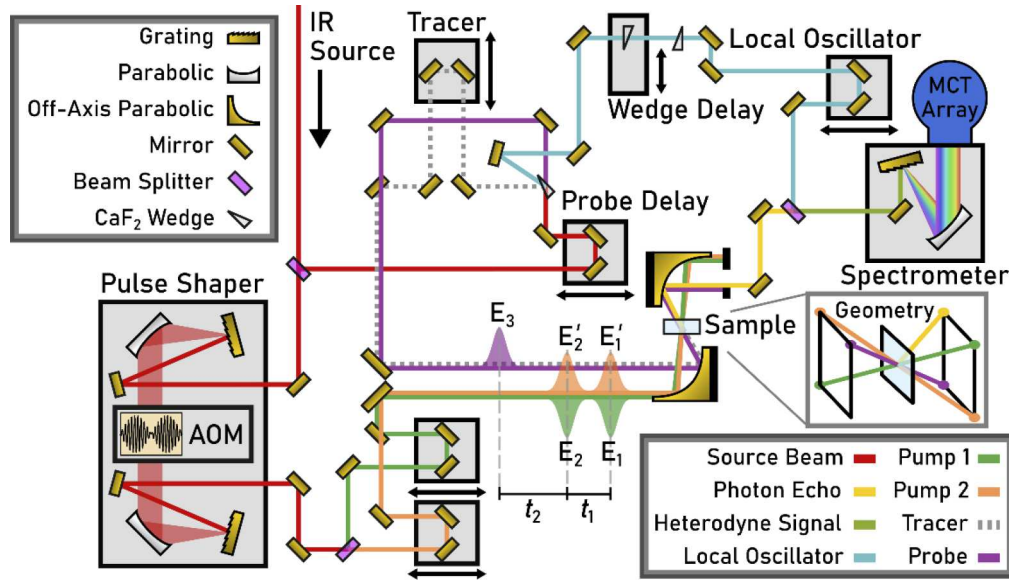 Grating
Parabolic
Off-Axis Parabolic
Mirror
Beam Splitter
CaF₂ Wedge
IR
Source
Tracer
Wedge Delay
Local Oscillator
MCT
Array
Probe Delay
Spectrometer
Pulse Shaper
AOM
E₃
E₂′
E₁′
E₂
E₁
t₂
t₁
Sample
Geometry
Source Beam
Photon Echo
Heterodyne Signal
Local Oscillator
Pump 1
Pump 2
Tracer
Probe